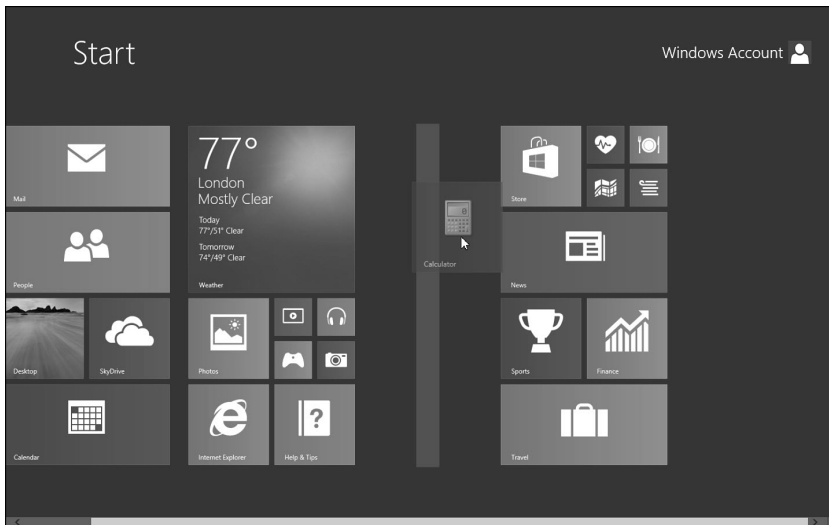 Start
Windows Account
Mail
People
Desktop
SkyDrive
Calendar
77°
London
Mostly Clear
Today
77°/51° Clear
Tomorrow
74°/49° Clear
Weather
Photos
Internet Explorer
Help & Tips
Calculator
Store
News
Sports
Finance
Travel